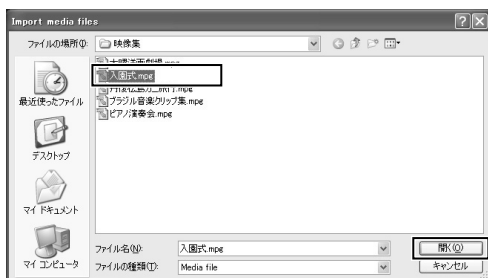 Import media files
ファイルの場所(I):
映像集
入園式.mpg
ブラジル音楽クリップ集.mpg
ピアノ演奏会.mpg
最近使ったファイル
デスクトップ
マイ ドキュメント
マイ コンピュータ
ファイル名(N):
入園式.mpg
開く(O)
ファイルの種類(T):
Media file
キャンセル